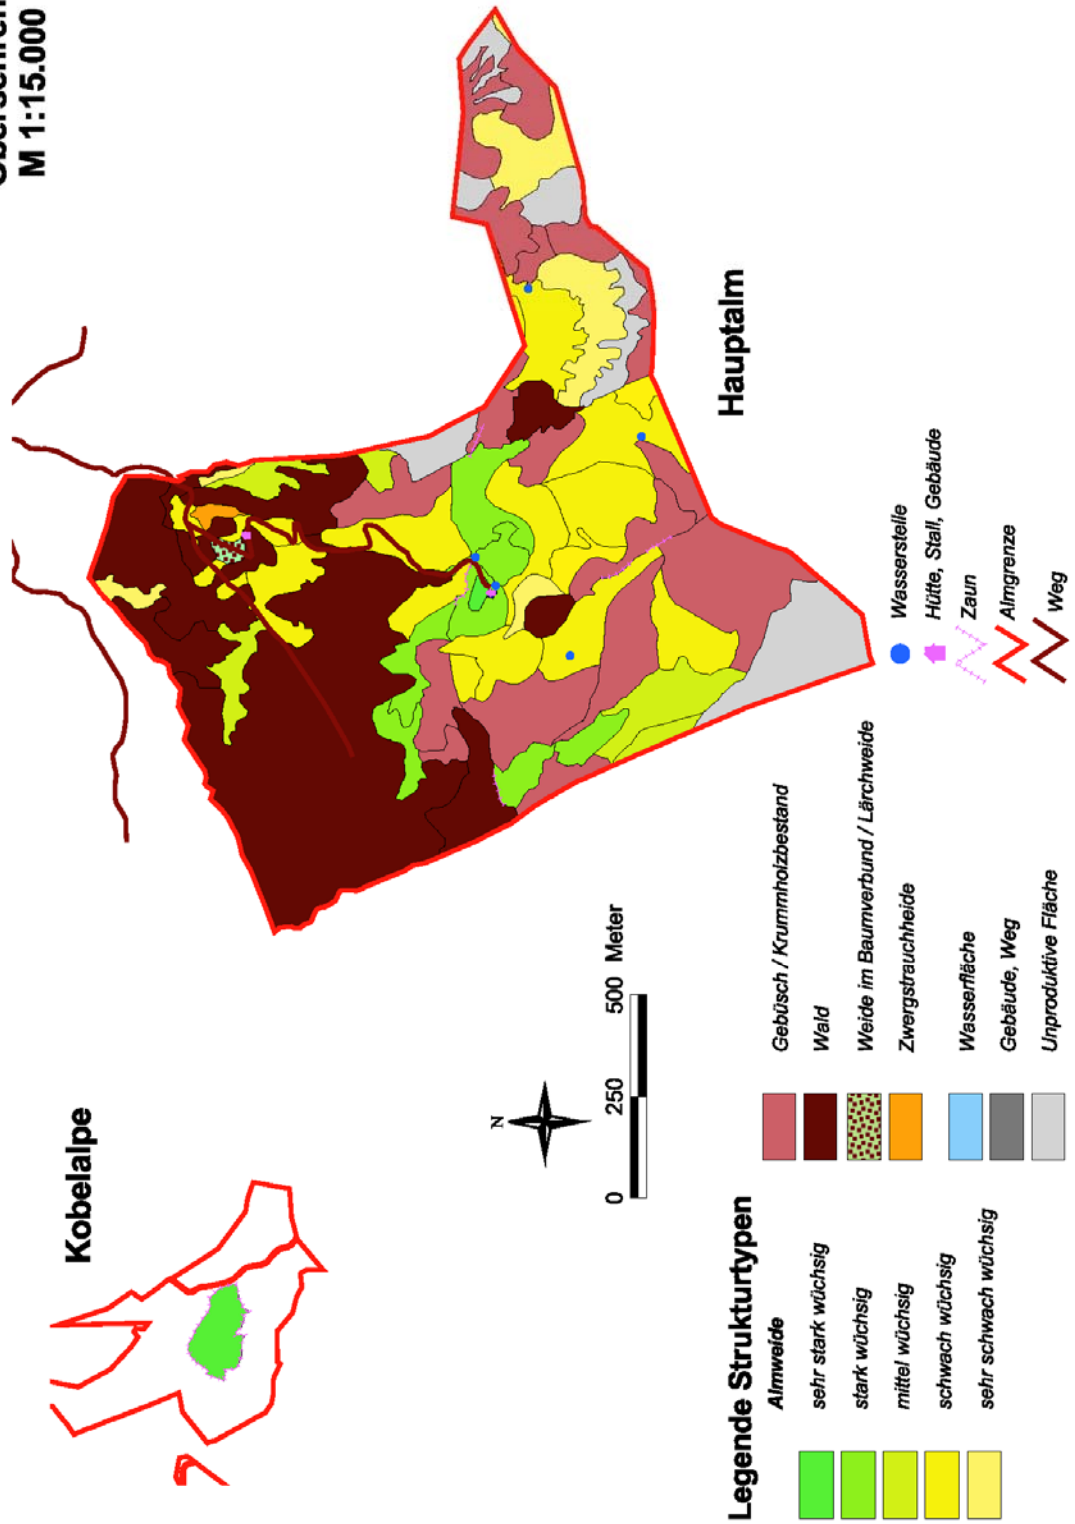 M 1:15.000
Kobelalpe
Hauptalm
N
0 250 500 Meter
Legende Strukturtypen
Almweide
sehr stark wüchsig
stark wüchsig
mittel wüchsig
schwach wüchsig
sehr schwach wüchsig
Gebüsch / Krummholzbestand
Wald
Weide im Baumverbund / Lärchweide
Zwergstrauchheide
Wasserfläche
Gebäude, Weg
Unproduktive Fläche
Wasserstelle
Hütte, Stall, Gebäude
Zaun
Almgrenze
Weg